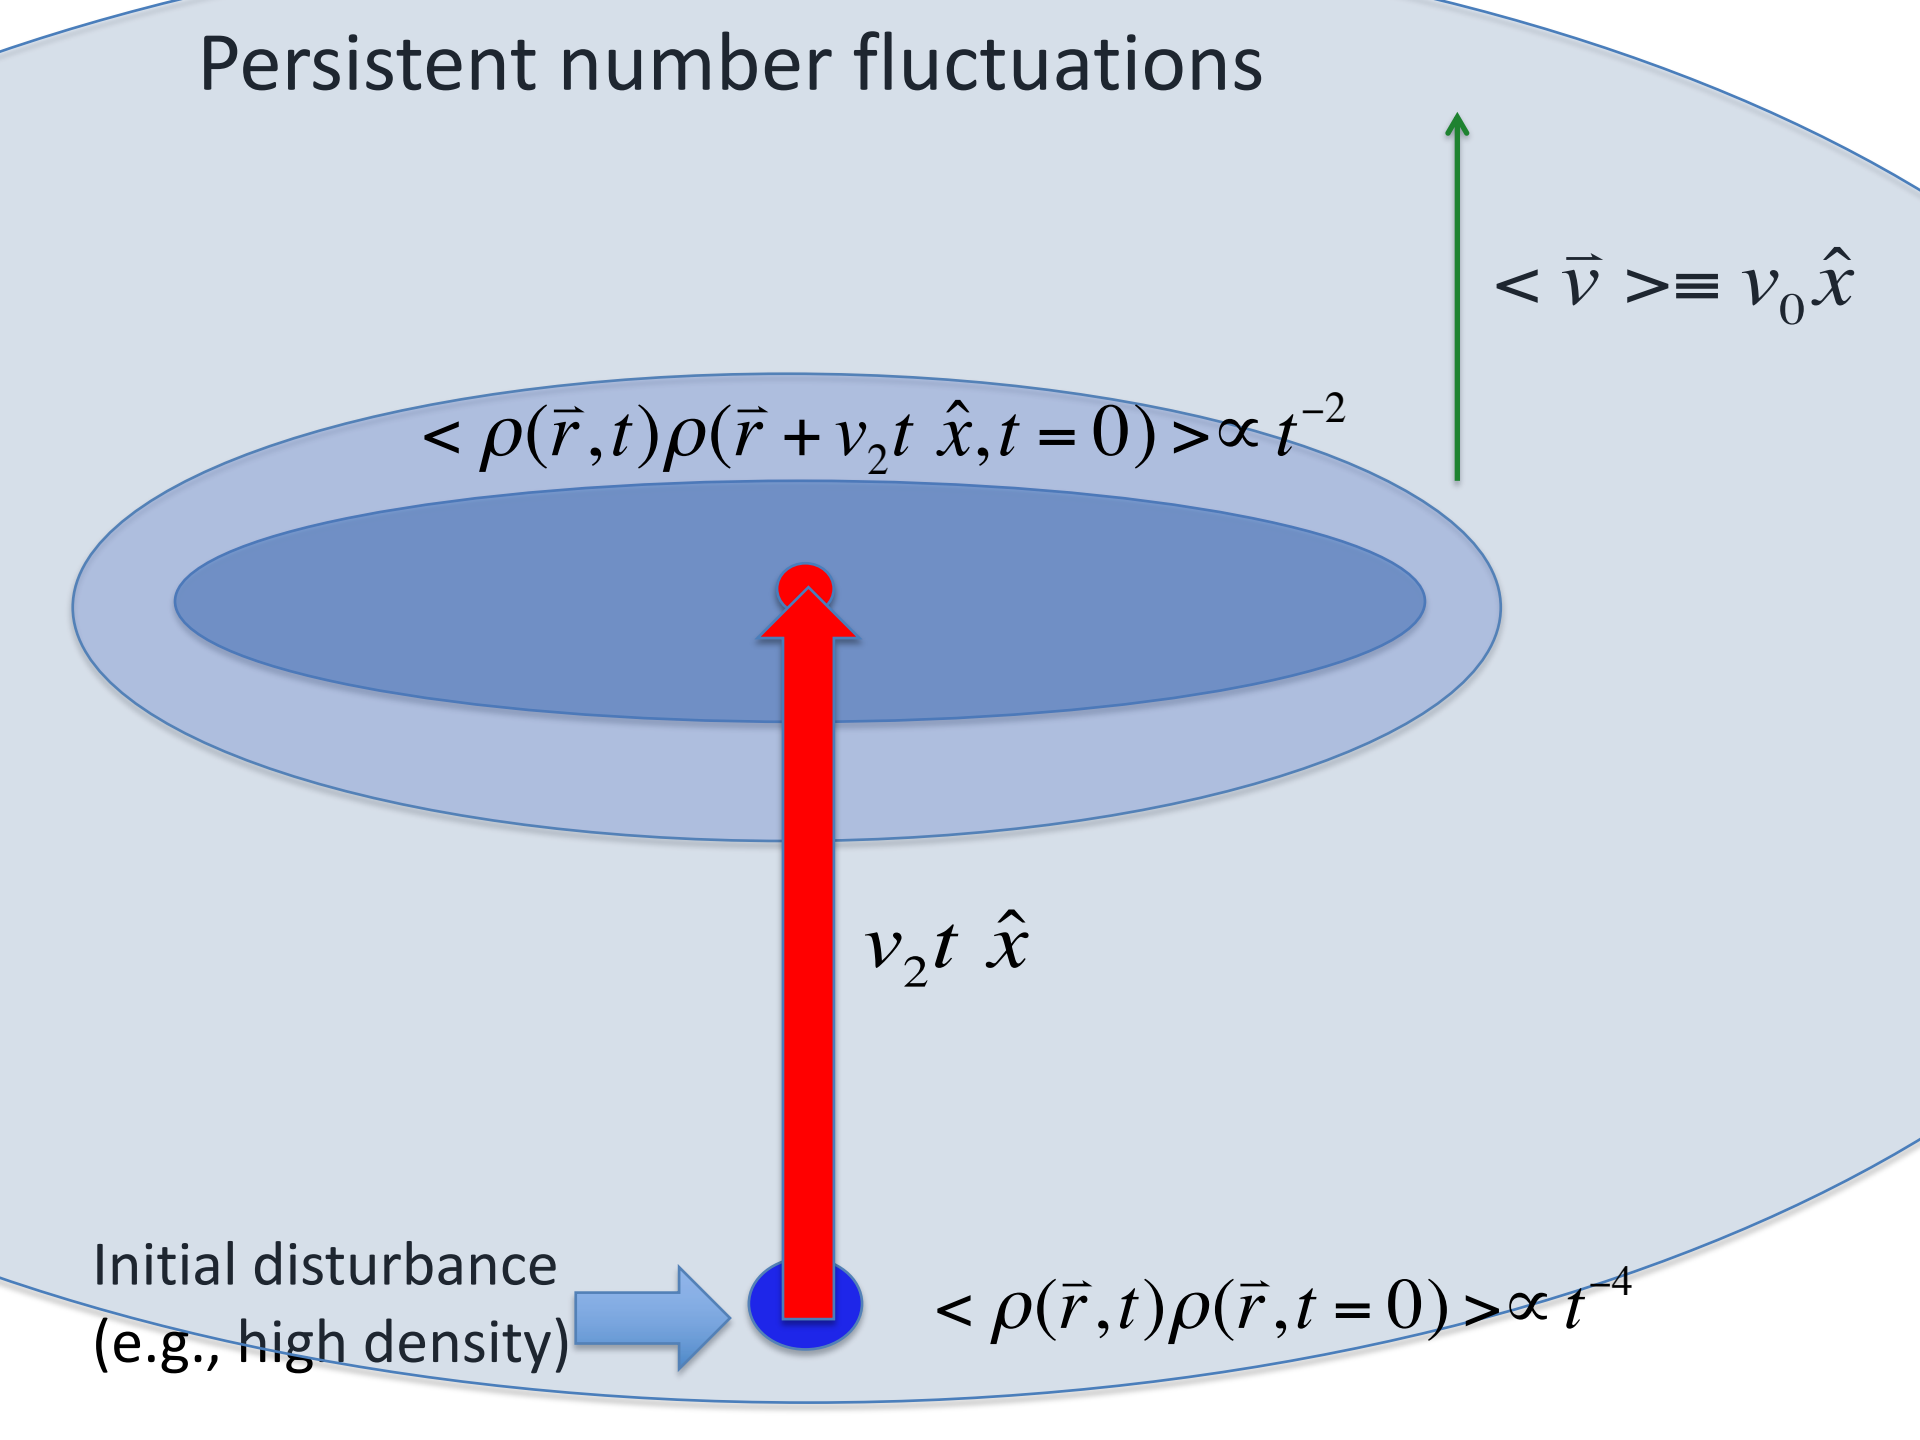 Persistent number fluctuations
< v⃗ >≡ v₀x̂
< ρ(r⃗,t)ρ(r⃗ + v₂t x̂,t = 0) >∝ t⁻²
v₂t x̂
Initial disturbance
(e.g., high density)
< ρ(r⃗,t)ρ(r⃗,t = 0) >∝ t⁻⁴